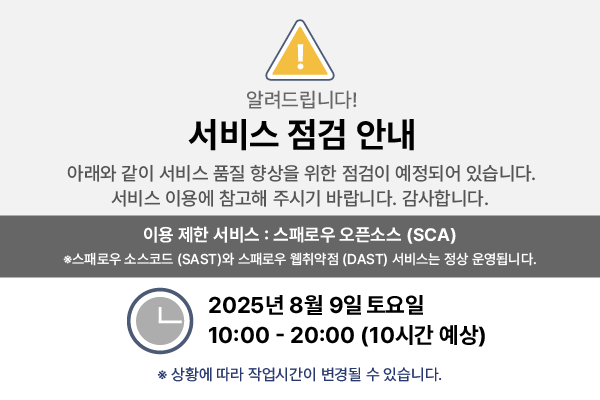 !
알려드립니다!
서비스 점검 안내
아래와 같이 서비스 품질 향상을 위한 점검이 예정되어 있습니다.
서비스 이용에 참고해 주시기 바랍니다. 감사합니다.
이용 제한 서비스 : 스패로우 오픈소스 (SCA)
※스패로우 소스코드 (SAST)와 스패로우 웹취약점 (DAST) 서비스는 정상 운영됩니다.
2025년 8월 9일 토요일
10:00 - 20:00 (10시간 예상)
※ 상황에 따라 작업시간이 변경될 수 있습니다.